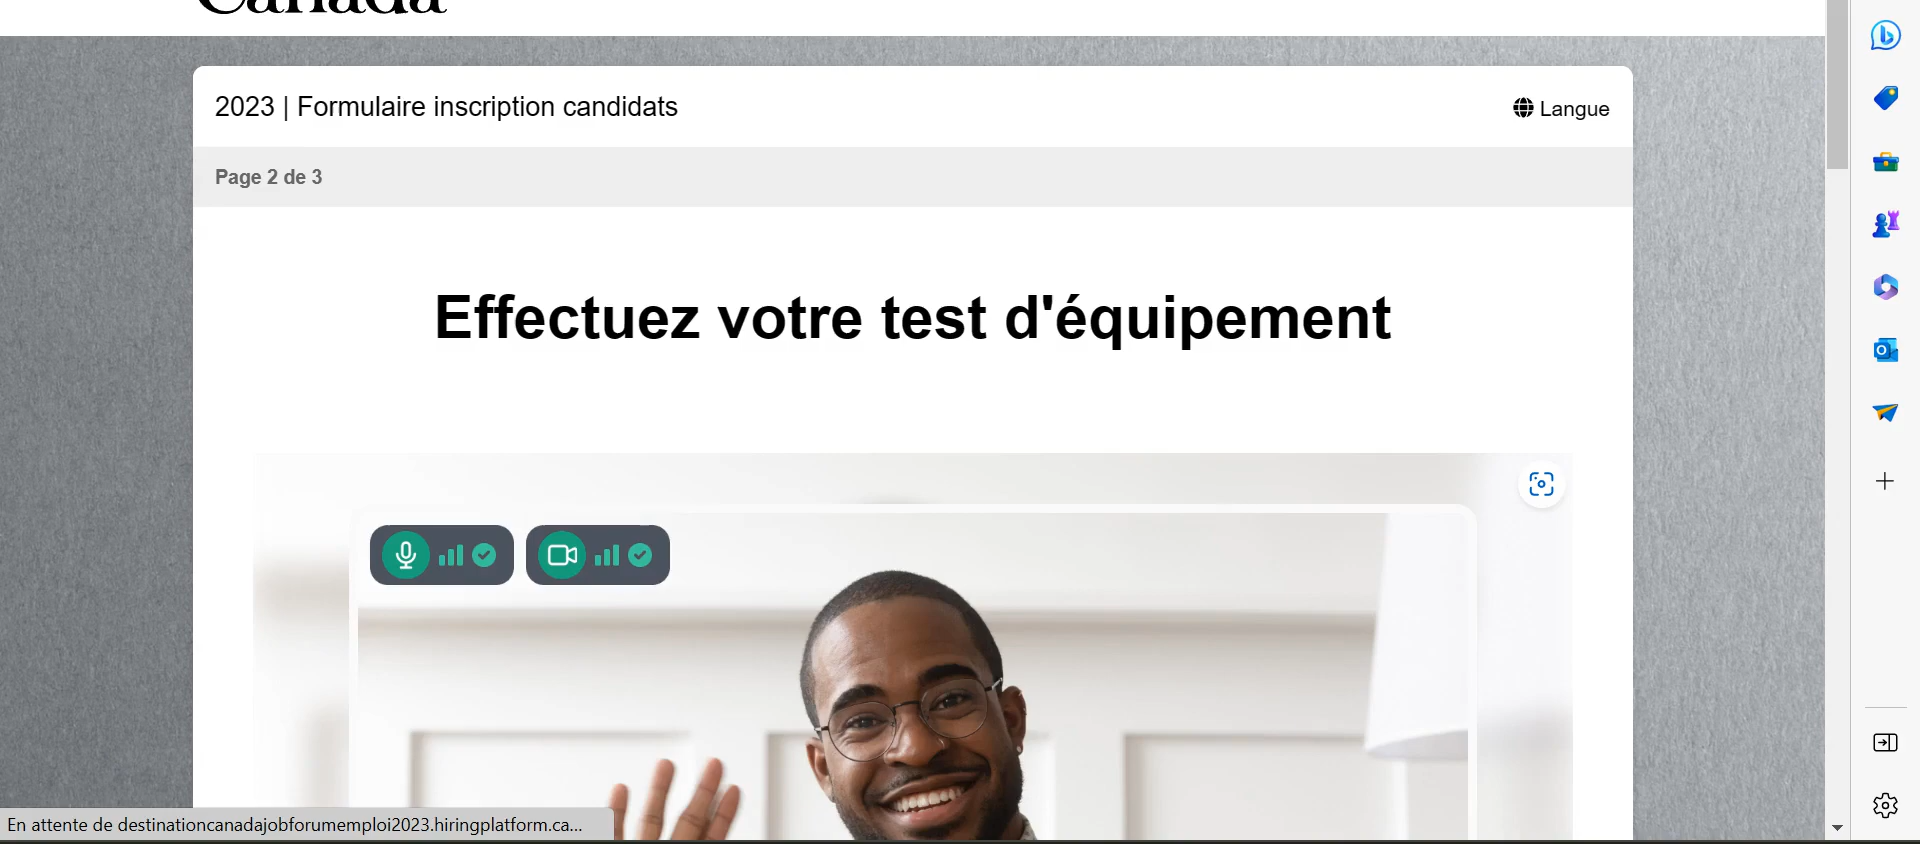 Canada
2023 | Formulaire inscription candidats
Langue
Page 2 de 3
Effectuez votre test d'équipement
En attente de destinationcanadajobforumemploi2023.hiringplatform.ca...